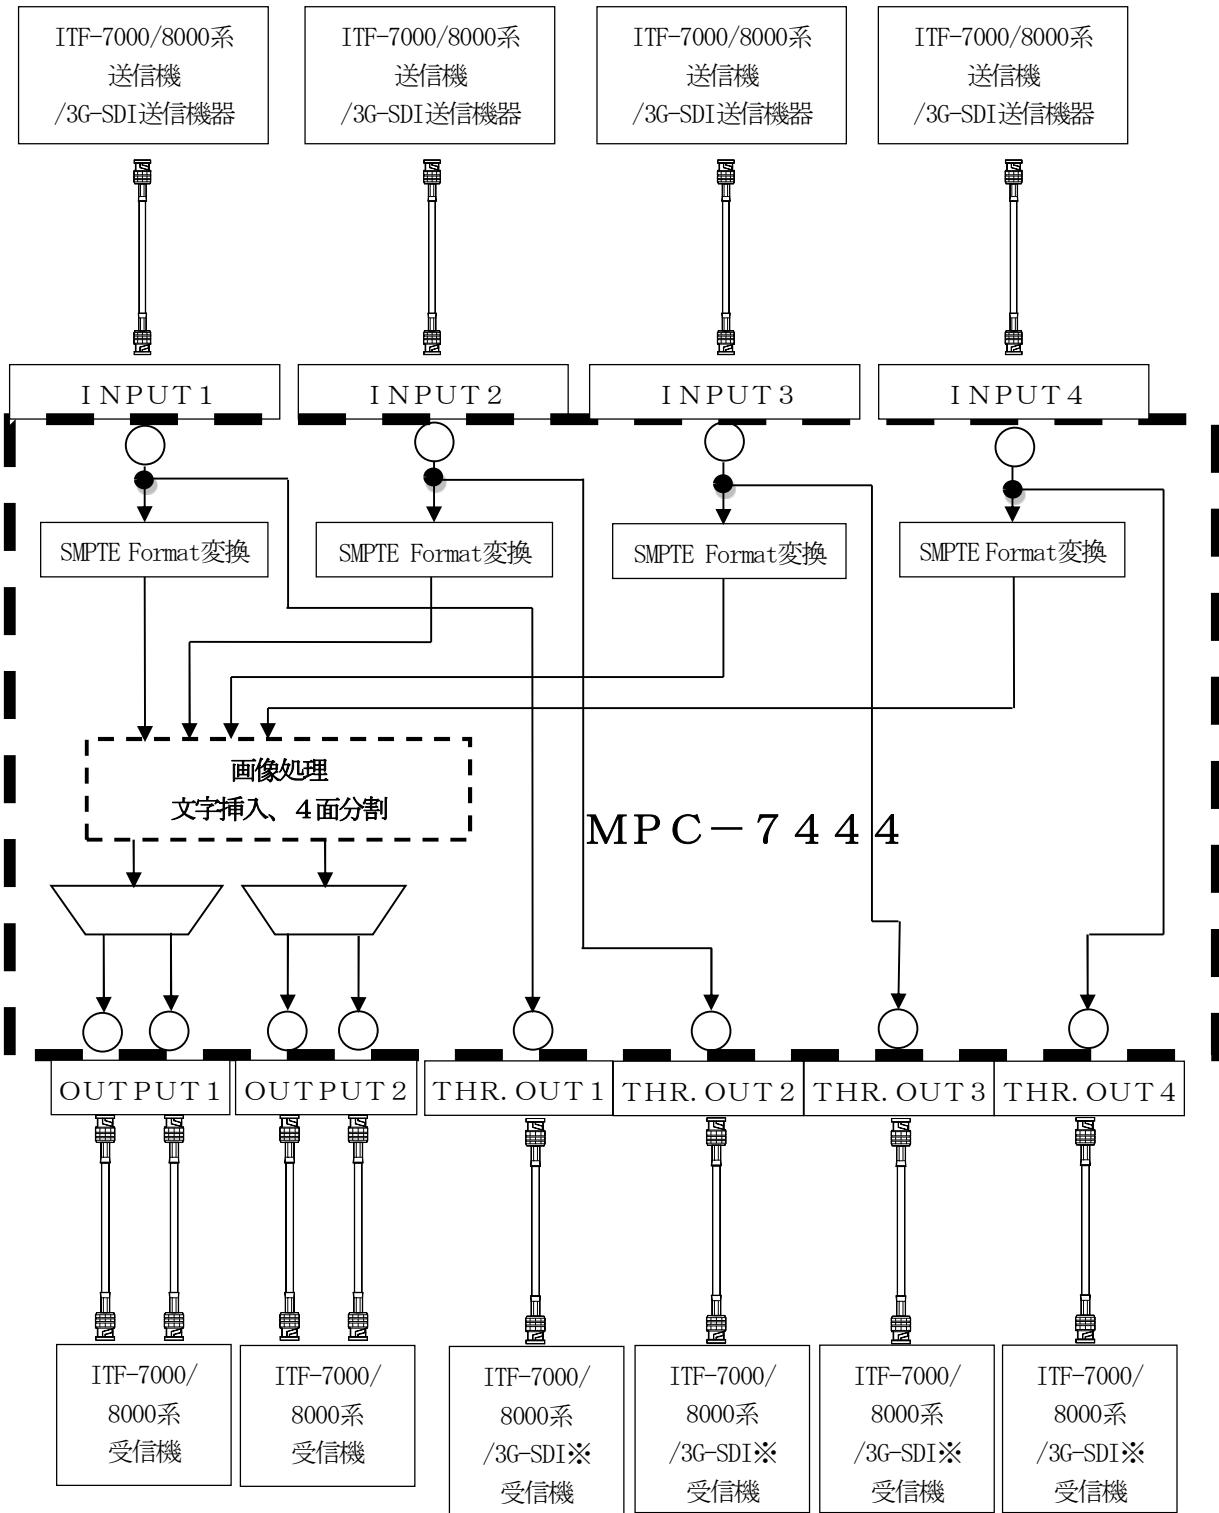 ITF-7000/8000系
送信機
/3G-SDI送信機器
ITF-7000/8000系
送信機
/3G-SDI送信機器
ITF-7000/8000系
送信機
/3G-SDI送信機器
ITF-7000/8000系
送信機
/3G-SDI送信機器
ＩＮＰＵＴ１
ＩＮＰＵＴ２
ＩＮＰＵＴ３
ＩＮＰＵＴ４
SMPTE Format変換
SMPTE Format変換
SMPTE Format変換
SMPTE Format変換
画像処理
文字挿入、４面分割
ＭＰＣ－７４４４
ＯＵＴＰＵＴ１
ＯＵＴＰＵＴ２
ＴＨＲ．ＯＵＴ１
ＴＨＲ．ＯＵＴ２
ＴＨＲ．ＯＵＴ３
ＴＨＲ．ＯＵＴ４
ITF-7000/
8000系
受信機
ITF-7000/
8000系
受信機
ITF-7000/
8000系
/3G-SDI※
受信機
ITF-7000/
8000系
/3G-SDI※
受信機
ITF-7000/
8000系
/3G-SDI※
受信機
ITF-7000/
8000系
/3G-SDI※
受信機